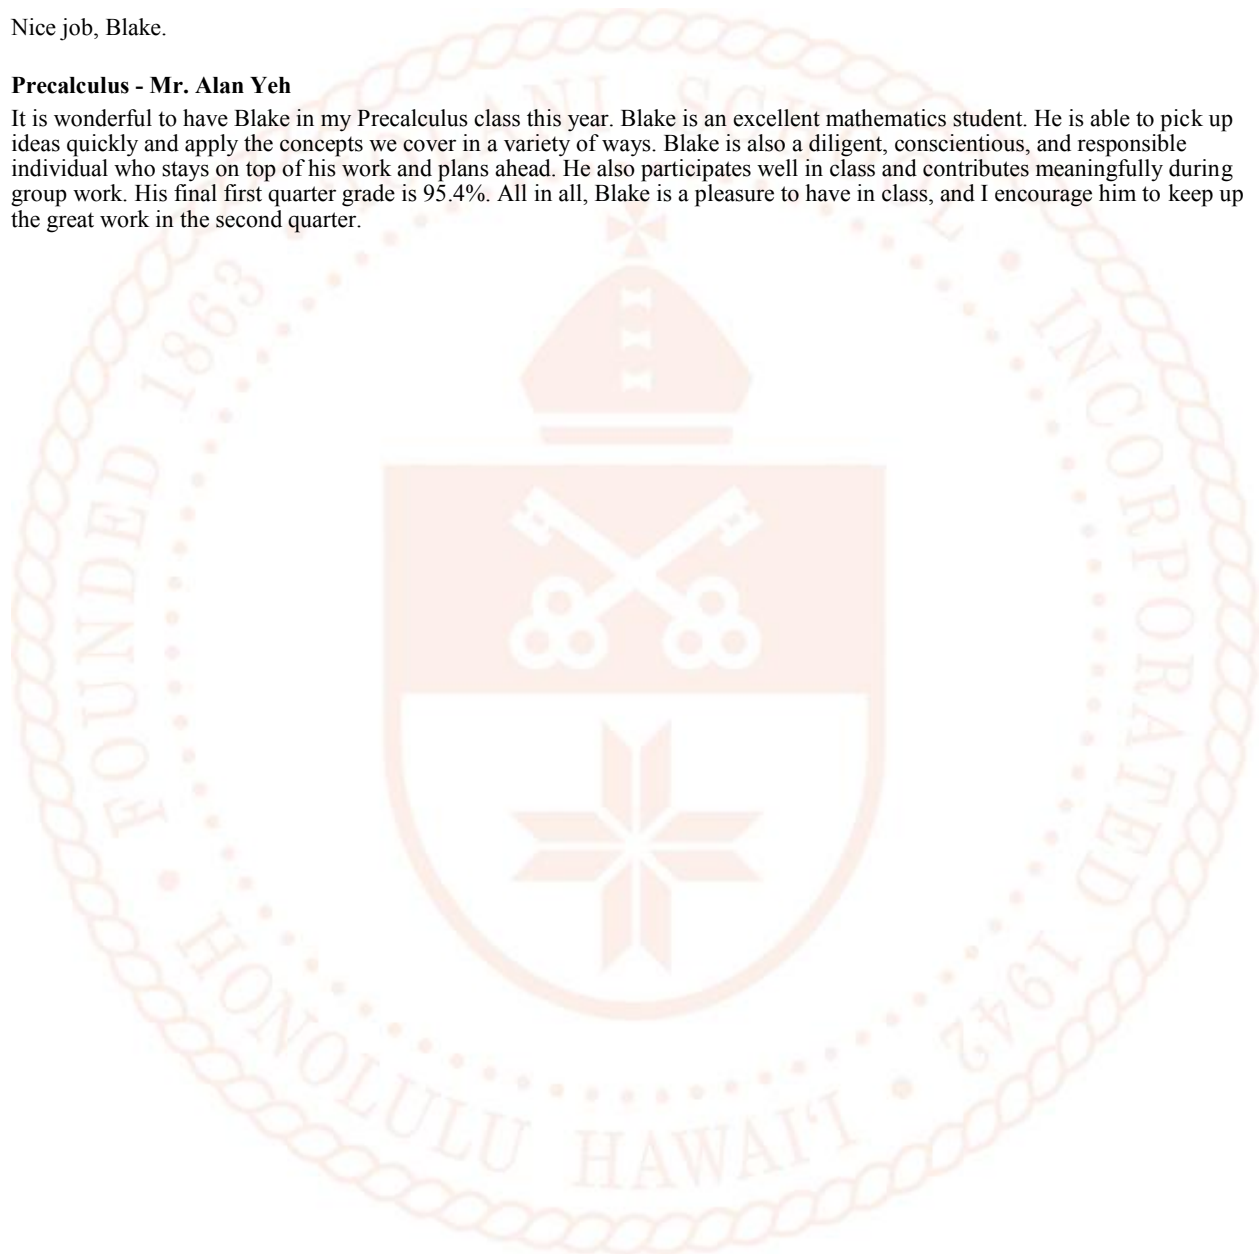 Nice job, Blake.
Precalculus - Mr. Alan Yeh
It is wonderful to have Blake in my Precalculus class this year. Blake is an excellent mathematics student. He is able to pick up
ideas quickly and apply the concepts we cover in a variety of ways. Blake is also a diligent, conscientious, and responsible
individual who stays on top of his work and plans ahead. He also participates well in class and contributes meaningfully during
group work. His final first quarter grade is 95.4%. All in all, Blake is a pleasure to have in class, and I encourage him to keep up
the great work in the second quarter.
IOLANI SCHOOL • INCORPORATED 1942 •
FOUNDED 1863
• HONOLULU HAWAI'I